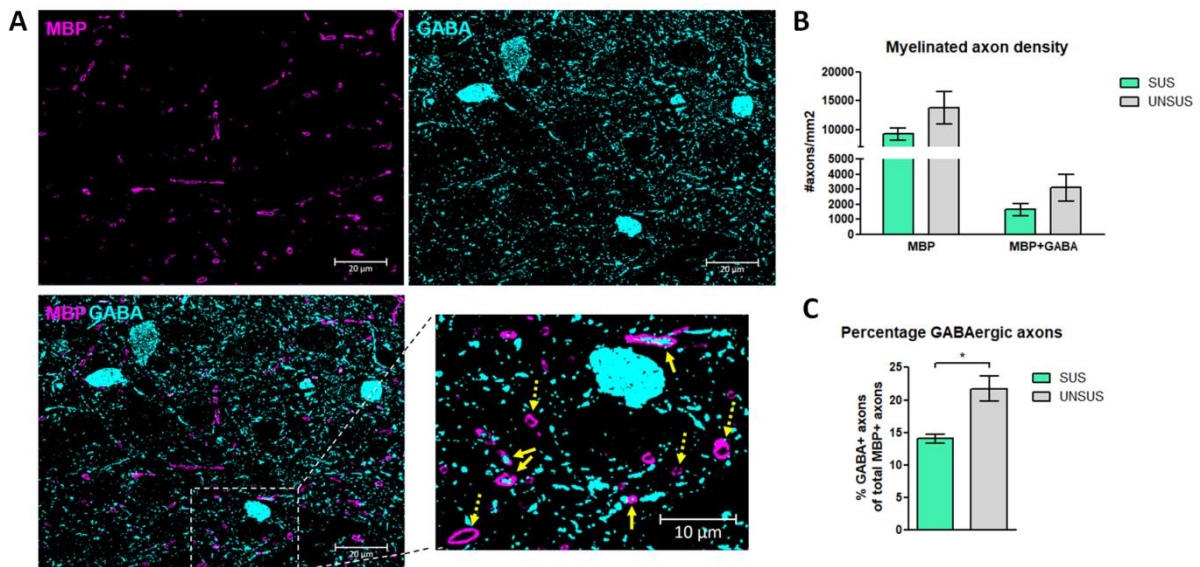 A
MBP
20 µm
GABA
20 µm
MBP GABA
20 µm
10 µm
B
Myelinated axon density
#axons/mm2
20000
15000
10000
5000
4000
3000
2000
1000
0
MBP
MBP+GABA
SUS
UNSUS
C
Percentage GABAergic axons
% GABA+ axons
of total MBP+ axons
25
20
15
10
5
0
*
SUS
UNSUS